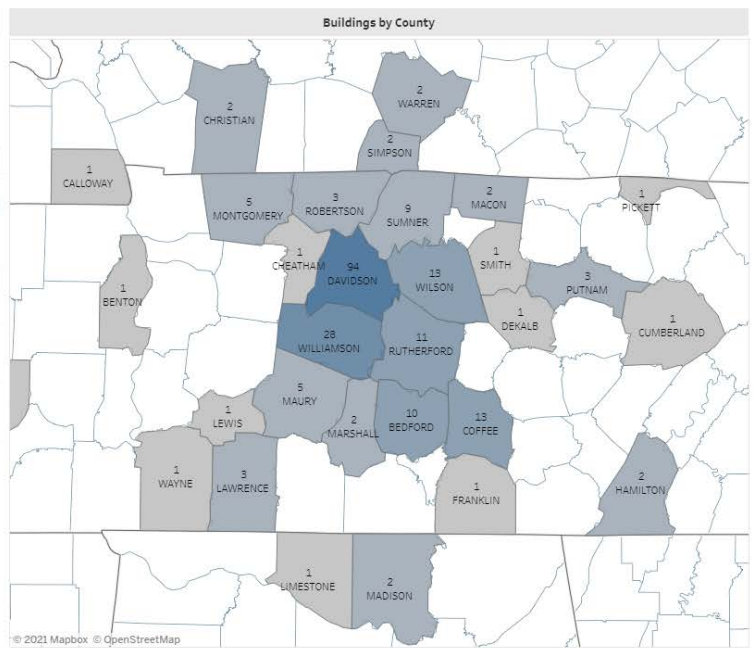 Buildings by County
2
CHRISTIAN
2
WARREN
2
SIMPSON
1
CALLOWAY
5
MONTGOMERY
3
ROBERTSON
9
SUMNER
2
MACON
1
PICKETT
1
CHEATHAM
94
DAVIDSON
13
WILSON
1
SMITH
3
PUTNAM
1
BENTON
1
DEKALB
1
CUMBERLAND
28
WILLIAMSON
11
RUTHERFORD
5
MAURY
1
LEWIS
2
MARSHALL
10
BEDFORD
13
COFFEE
1
WAYNE
3
LAWRENCE
1
FRANKLIN
2
HAMILTON
1
LIMESTONE
2
MADISON
© 2021 Mapbox © OpenStreetMap